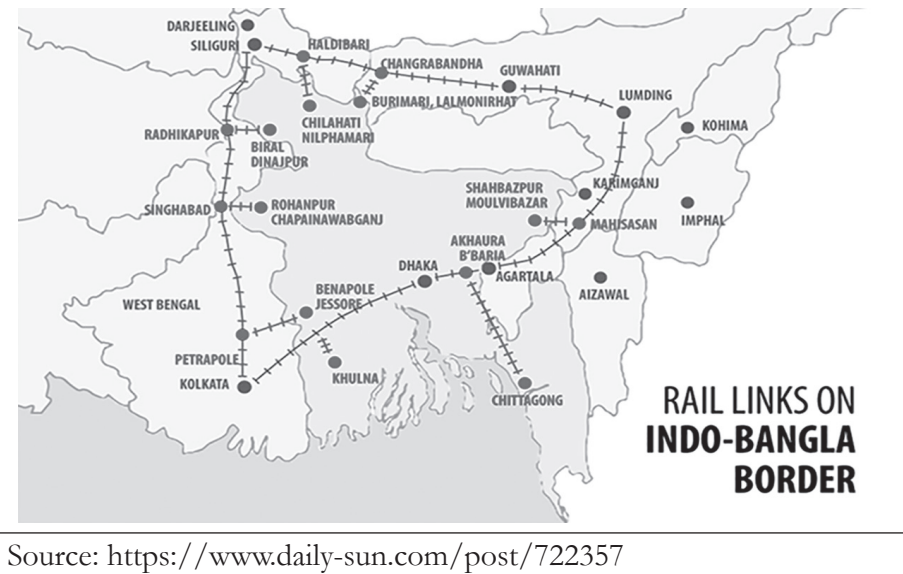 DARJEELING
SILIGURI
HALDIBARI
CHANGRABANDHA
GUWAHATI
BURIMARI, LALMONIRHAT
LUMDING
CHILAHATI
NILPHAMARI
KOHIMA
RADHIKAPUR
BIRAL
DINAJPUR
KARIMGANJ
SHAHBAZPUR
MOULVIBAZAR
SINGHABAD
ROHANPUR
CHAPAINAWABGANJ
MAHISASAN
IMPHAL
AKHAURA
B'BARIA
DHAKA
AGARTALA
AIZAWAL
BENAPOLE
JESSORE
WEST BENGAL
PETRAPOLE
KOLKATA
KHULNA
CHITTAGONG
RAIL LINKS ON
INDO-BANGLA
BORDER
Source: https://www.daily-sun.com/post/722357